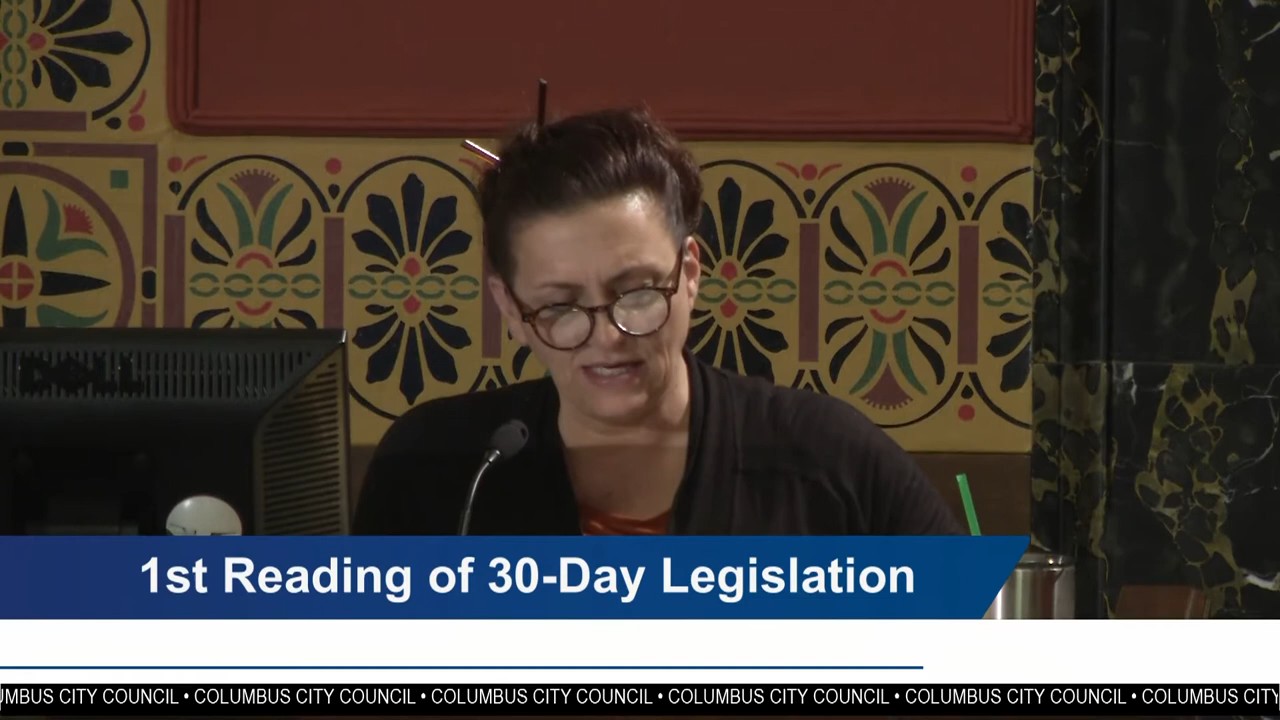 DELL
1st Reading of 30-Day Legislation
UMBUS CITY COUNCIL • COLUMBUS CITY COUNCIL • COLUMBUS CITY COUNCIL • COLUMBUS CITY COUNCIL • COLUMBUS CITY COUNCIL • COLUMBUS CITY